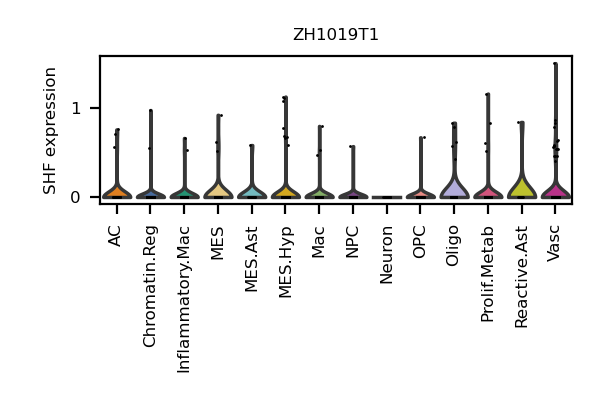 ZH1019T1
SHF expression
1
0
AC
Chromatin.Reg
Inflammatory.Mac
MES
MES.Ast
MES.Hyp
Mac
NPC
Neuron
OPC
Oligo
Prolif.Metab
Reactive.Ast
Vasc